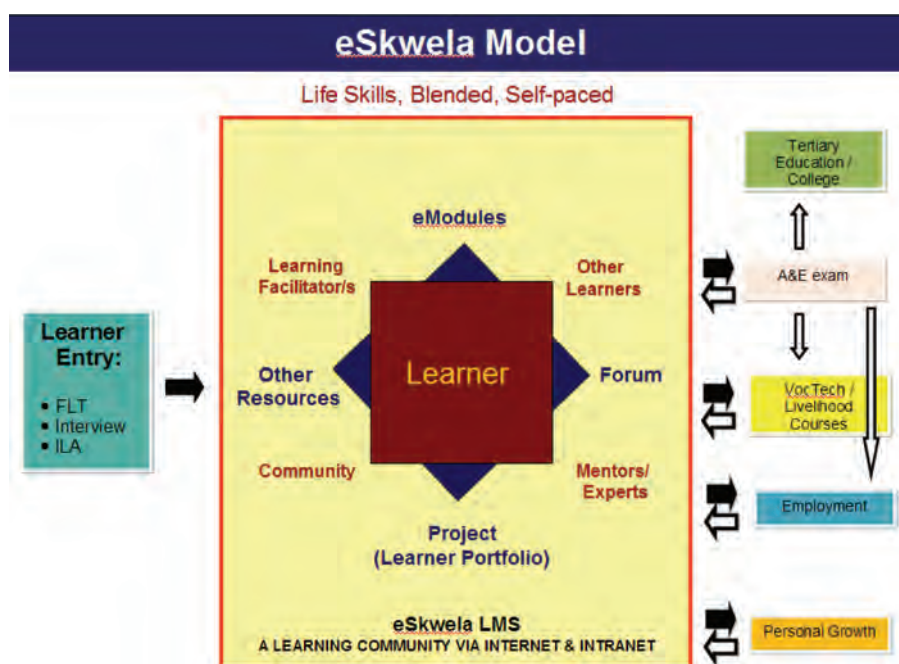 eSkwela Model
Life Skills, Blended, Self-paced
Learner
Entry:
• FLT
• Interview
• ILA
eModules
Learning
Facilitator/s
Other
Learners
Other
Resources
Learner
Forum
Community
Mentors/
Experts
Project
(Learner Portfolio)
eSkwela LMS
A LEARNING COMMUNITY VIA INTERNET & INTRANET
Tertiary
Education /
College
A&E exam
VocTech /
Livelihood
Courses
Employment
Personal Growth